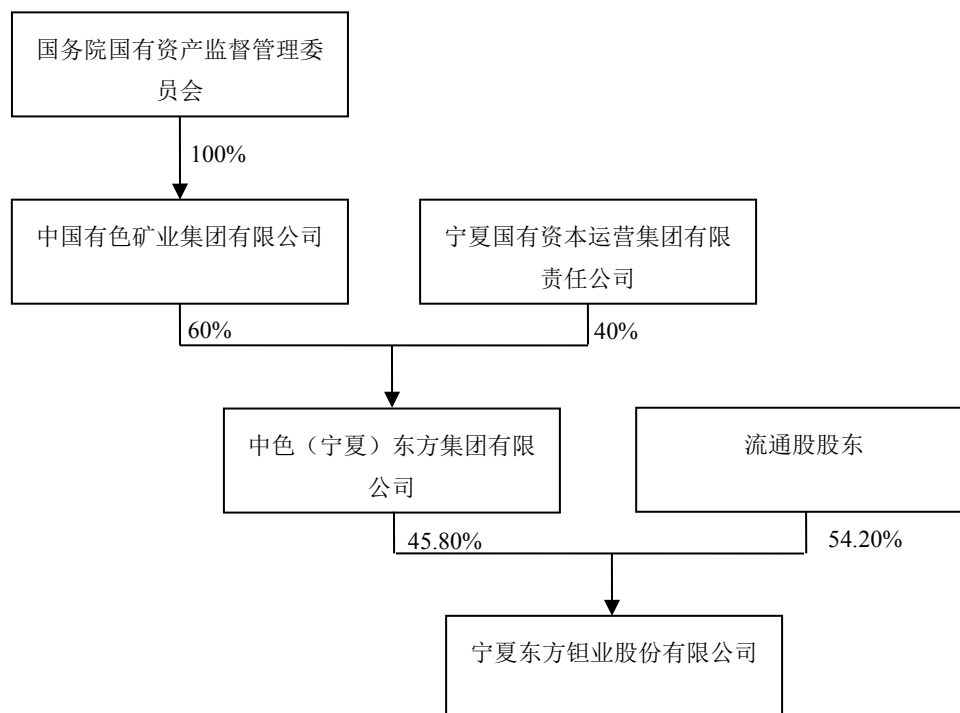 国务院国有资产监督管理委
员会
100%
中国有色矿业集团有限公司
宁夏国有资本运营集团有限
责任公司
60%
40%
中色（宁夏）东方集团有限
公司
流通股股东
45.80%
54.20%
宁夏东方钽业股份有限公司